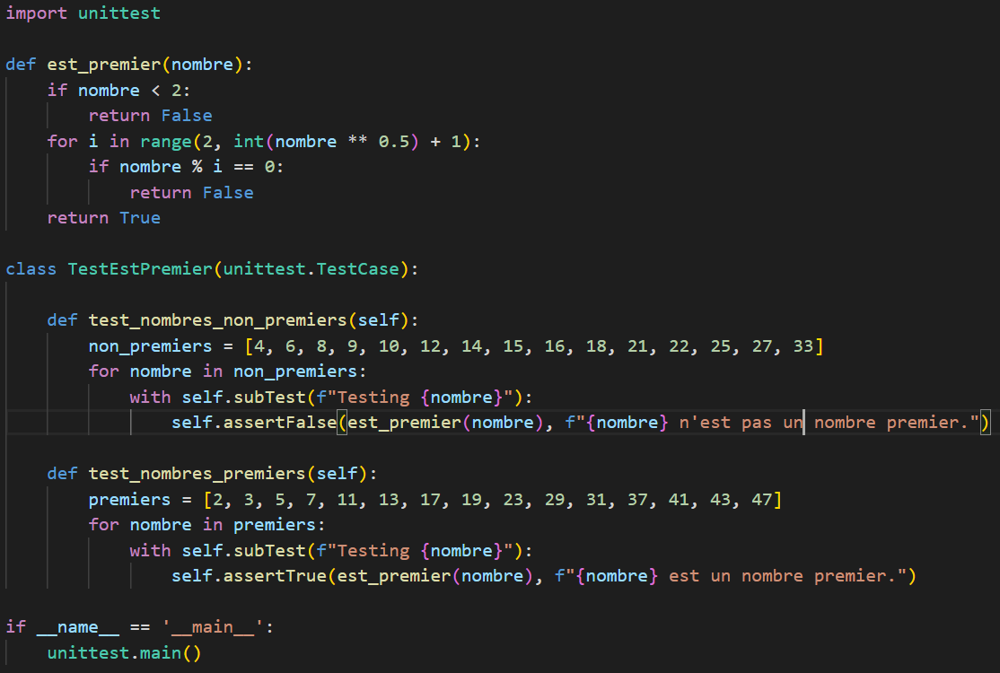 import unittest
def est_premier(nombre):
    if nombre < 2:
        return False
    for i in range(2, int(nombre ** 0.5) + 1):
        if nombre % i == 0:
            return False
    return True
class TestEstPremier(unittest.TestCase):
    def test_nombres_non_premiers(self):
        non_premiers = [4, 6, 8, 9, 10, 12, 14, 15, 16, 18, 21, 22, 25, 27, 33]
        for nombre in non_premiers:
            with self.subTest(f"Testing {nombre}"):
                self.assertFalse(est_premier(nombre), f"{nombre} n'est pas un nombre premier.")
    def test_nombres_premiers(self):
        premiers = [2, 3, 5, 7, 11, 13, 17, 19, 23, 29, 31, 37, 41, 43, 47]
        for nombre in premiers:
            with self.subTest(f"Testing {nombre}"):
                self.assertTrue(est_premier(nombre), f"{nombre} est un nombre premier.")
if __name__ == '__main__':
    unittest.main()